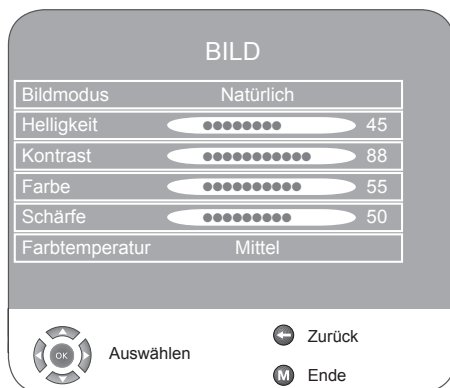 BILD
Bildmodus Natürlich
Helligkeit 45
Kontrast 88
Farbe 55
Schärfe 50
Farbtemperatur Mittel
OK Auswählen
Zurück
M Ende